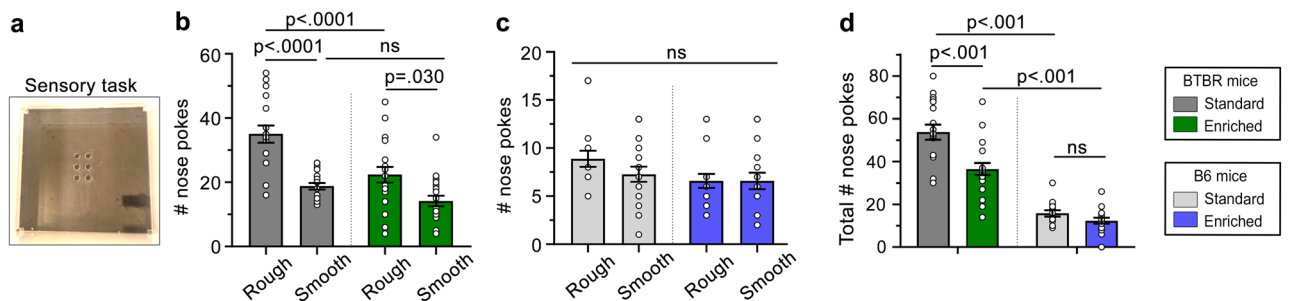 a
Sensory task
b
p<.0001
p<.0001
ns
p=.030
# nose pokes
60
40
20
0
Rough
Smooth
Rough
Smooth
c
ns
# nose pokes
20
15
10
5
0
Rough
Smooth
Rough
Smooth
d
p<.001
p<.001
p<.001
ns
Total # nose pokes
80
60
40
20
0
BTBR mice
Standard
Enriched
B6 mice
Standard
Enriched